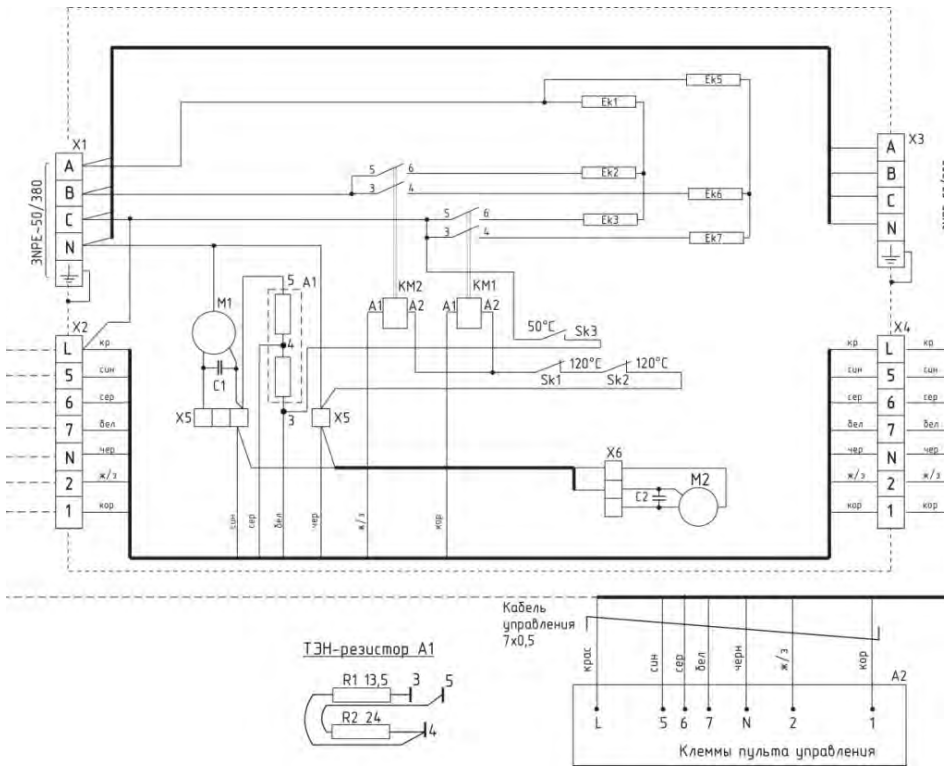 Ek5
Ek1
X1
A
5
6
Ek2
B
3
4
Ek6
C
5
6
Ek3
N
3
4
Ek7
3NPE~50/380
X3
A
B
C
N
M1
5
A1
KM2
KM1
A1
A2
A1
A2
50°C
Sk3
4
C1
120°C
120°C
Sk1
Sk2
X5
3
X5
X6
C2
M2
X2
L
кр
5
син
6
сер
7
бел
N
чер
2
ж/з
1
кор
X4
кр
L
кр
син
5
син
сер
6
сер
бел
7
бел
чер
N
чер
ж/з
2
ж/з
кор
1
кор
син
сер
бел
чер
ж/з
кор
Кабель
управления
7х0,5
крас
син
сер
бел
черн
ж/з
кор
A2
L
5
6
7
N
2
1
Клеммы пульта управления
ТЭН-резистор А1
R1 13,5
3
5
R2 24
4